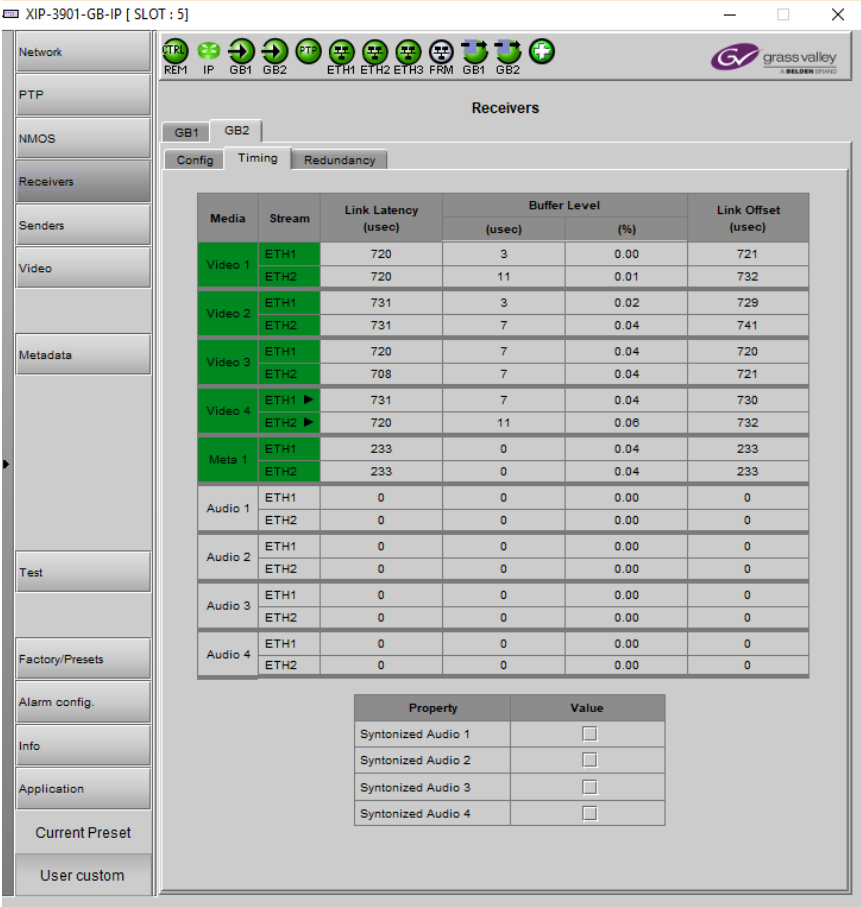 XIP-3901-GB-IP [ SLOT : 5]
Network
PTP
NMOS
Receivers
Senders
Video
Metadata
Test
Factory/Presets
Alarm config.
Info
Application
Current Preset
User custom
CTRL PTP
REM IP GB1 GB2 ETH1 ETH2 ETH3 FRM GB1 GB2
GV grass valley
A BELDEN BRAND
Receivers
GB1 GB2
Config Timing Redundancy
Media Stream Link Latency (usec) Buffer Level Link Offset (usec)
(usec) (%)
Video 1 ETH1 720 3 0.00 721
ETH2 720 11 0.01 732
Video 2 ETH1 731 3 0.02 729
ETH2 731 7 0.04 741
Video 3 ETH1 720 7 0.04 720
ETH2 708 7 0.04 721
Video 4 ETH1 731 7 0.04 730
ETH2 720 11 0.06 732
Meta 1 ETH1 233 0 0.04 233
ETH2 233 0 0.04 233
Audio 1 ETH1 0 0 0.00 0
ETH2 0 0 0.00 0
Audio 2 ETH1 0 0 0.00 0
ETH2 0 0 0.00 0
Audio 3 ETH1 0 0 0.00 0
ETH2 0 0 0.00 0
Audio 4 ETH1 0 0 0.00 0
ETH2 0 0 0.00 0
Property Value
Syntonized Audio 1
Syntonized Audio 2
Syntonized Audio 3
Syntonized Audio 4